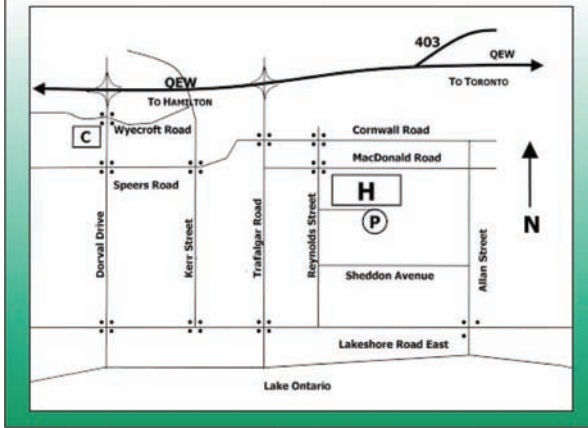 403
QEW
QEW
TO TORONTO
TO HAMILTON
C
Wyecroft Road
Cornwall Road
MacDonald Road
Speers Road
H
P
N
Dorval Drive
Kerr Street
Trafalgar Road
Reynolds Street
Allan Street
Sheddon Avenue
Lakeshore Road East
Lake Ontario